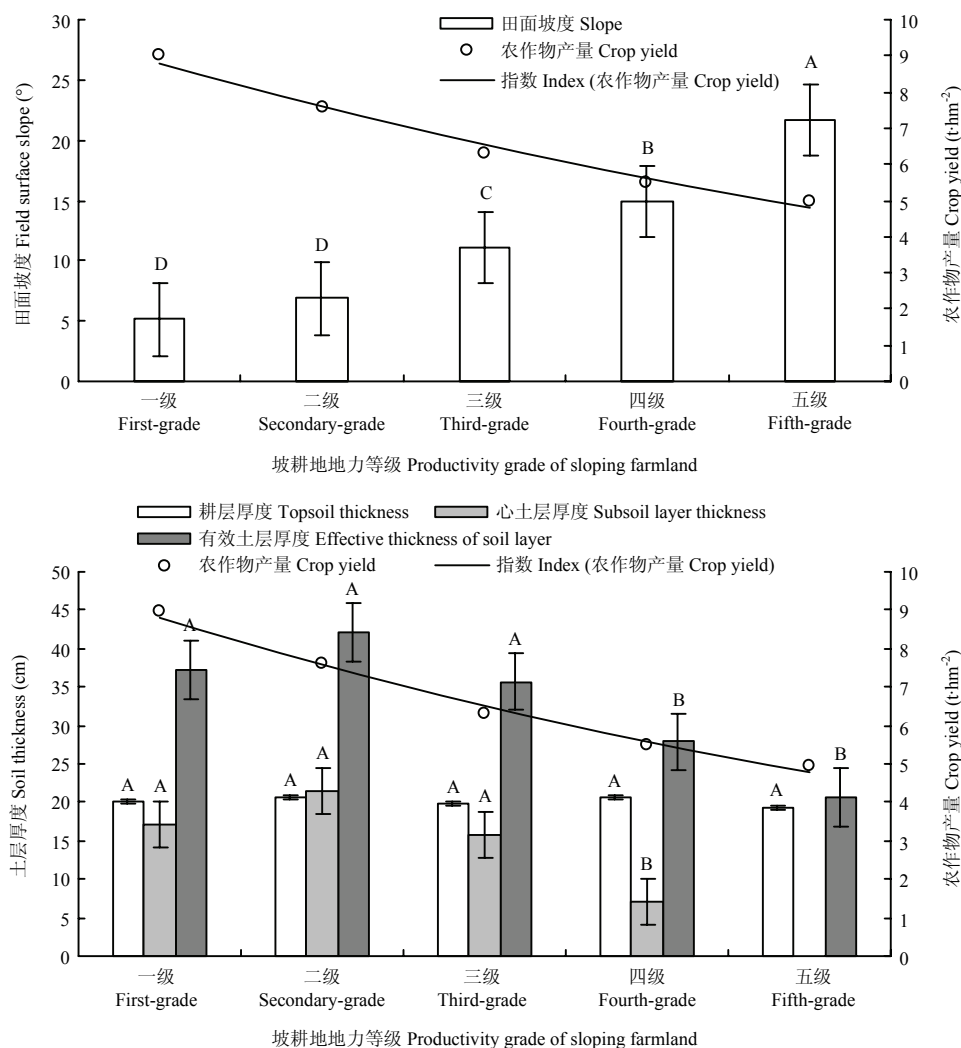 田面坡度 Slope
农作物产量 Crop yield
指数 Index (农作物产量 Crop yield)
田面坡度 Field surface slope (°)
30
25
20
15
10
5
0
D
D
C
B
A
10
9
8
7
6
5
4
3
2
1
0
农作物产量 Crop yield (t·hm⁻²)
一级 二级 三级 四级 五级
First-grade Secondary-grade Third-grade Fourth-grade Fifth-grade
坡耕地地力等级 Productivity grade of sloping farmland
耕层厚度 Topsoil thickness 心土层厚度 Subsoil layer thickness
有效土层厚度 Effective thickness of soil layer
农作物产量 Crop yield 指数 Index (农作物产量 Crop yield)
土层厚度 Soil thickness (cm)
50
45
40
35
30
25
20
15
10
5
0
A A A
A A A
A A A
A B B
A B
10
9
8
7
6
5
4
3
2
1
0
农作物产量 Crop yield (t·hm⁻²)
一级 二级 三级 四级 五级
First-grade Secondary-grade Third-grade Fourth-grade Fifth-grade
坡耕地地力等级 Productivity grade of sloping farmland